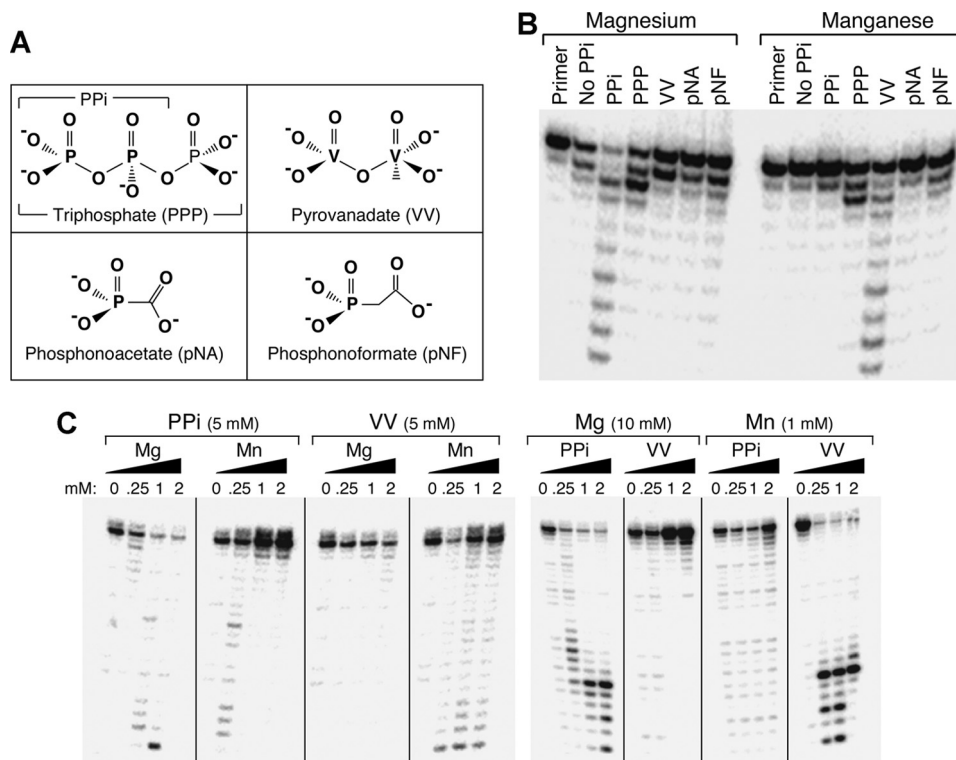 A
PPi
O O O
⁻O P P P O⁻
⁻O O ⁻O O O⁻
Triphosphate (PPP)
O O
⁻O V V O⁻
⁻O O O⁻
Pyrovanadate (VV)
O O
⁻O P
⁻O O⁻
Phosphonoacetate (pNA)
O O
⁻O P
⁻O O⁻
Phosphonoformate (pNF)
B
Magnesium Manganese
Primer No PPi PPi PPP VV pNA pNF Primer No PPi PPi PPP VV pNA pNF
C
PPi (5 mM) VV (5 mM) Mg (10 mM) Mn (1 mM)
Mg Mn Mg Mn PPi VV PPi VV
mM: 0 .25 1 2 0 .25 1 2 0 .25 1 2 0 .25 1 2 0 .25 1 2 0 .25 1 2 0 .25 1 2 0 .25 1 2